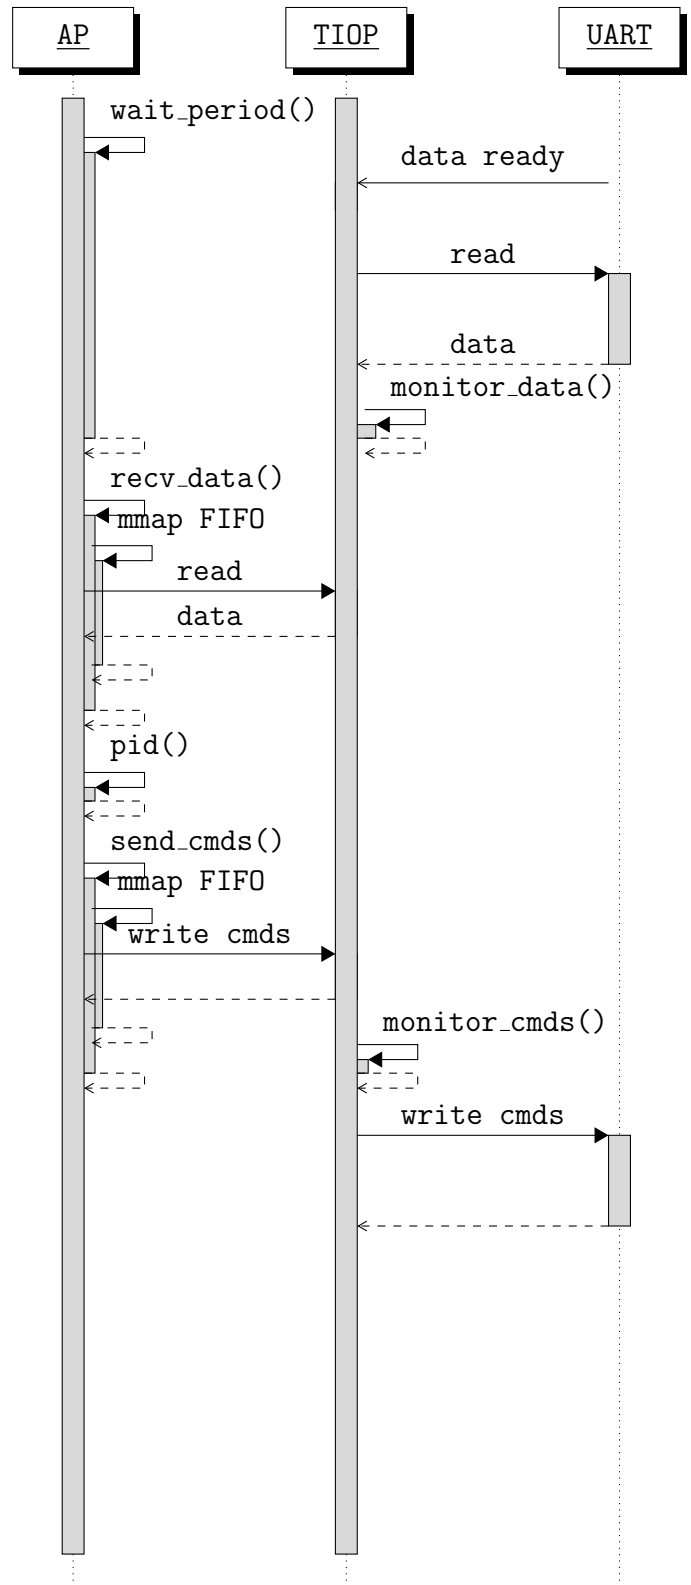 AP
TIOP
UART
wait_period()
data ready
read
data
monitor_data()
recv_data()
mmap FIFO
read
data
pid()
send_cmds()
mmap FIFO
write cmds
monitor_cmds()
write cmds